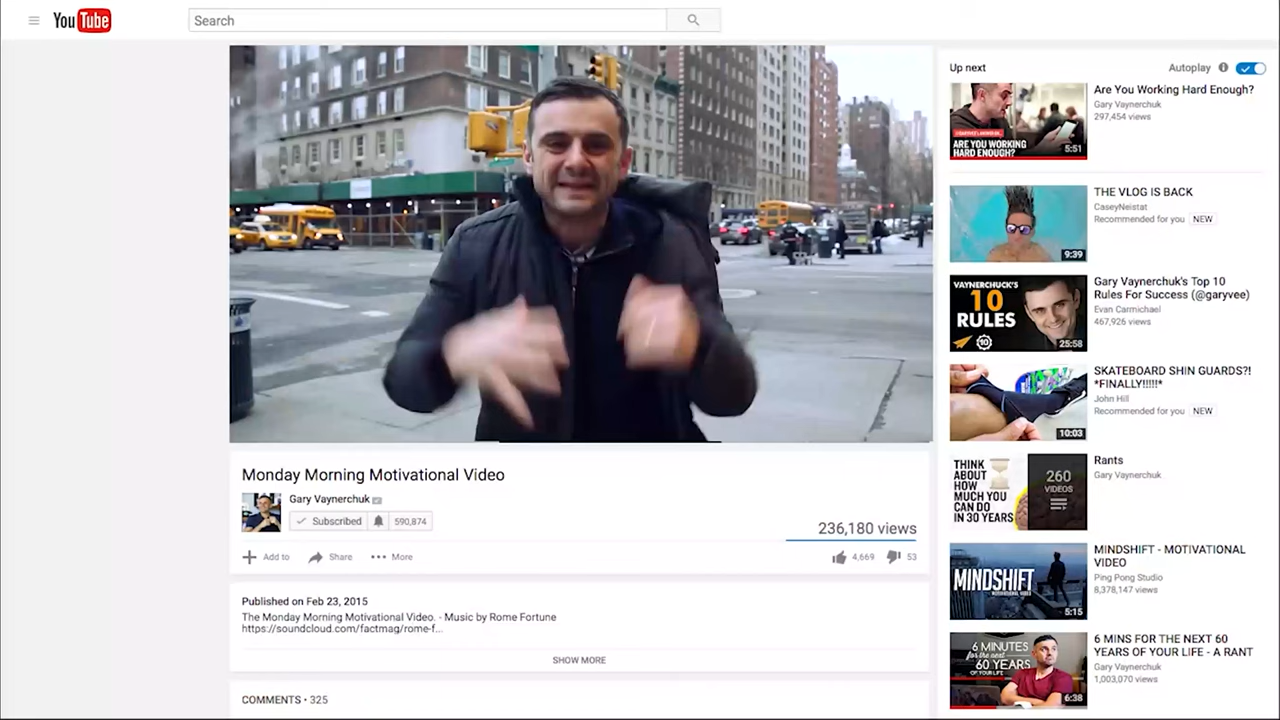 YouTube
Search
Up next
Autoplay
ARE YOU WORKING
HARD ENOUGH?
5:51
Are You Working Hard Enough?
Gary Vaynerchuk
297,454 views
9:39
THE VLOG IS BACK
CaseyNeistat
Recommended for you NEW
VAYNERCHUCK'S
10
RULES
10
25:58
Gary Vaynerchuk's Top 10
Rules For Success (@garyvee)
Evan Carmichael
467,926 views
10:03
SKATEBOARD SHIN GUARDS?!
*FINALLY!!!!!*
John Hill
Recommended for you NEW
THINK
ABOUT
HOW
MUCH YOU
CAN DO
IN 30 YEARS
260
VIDEOS
Rants
Gary Vaynerchuk
MINDSHIFT
MOTIVATIONAL VIDEO
5:15
MINDSHIFT - MOTIVATIONAL
VIDEO
Ping Pong Studio
8,378,147 views
6 MINUTES
for the next
60 YEARS
OF YOUR LIFE
6:38
6 MINS FOR THE NEXT 60
YEARS OF YOUR LIFE - A RANT
Gary Vaynerchuk
1,003,070 views
Monday Morning Motivational Video
Gary Vaynerchuk
Subscribed 590,874
236,180 views
Add to Share More
4,669 53
Published on Feb 23, 2015
The Monday Morning Motivational Video. - Music by Rome Fortune
https://soundcloud.com/factmag/rome-f...
SHOW MORE
COMMENTS • 325